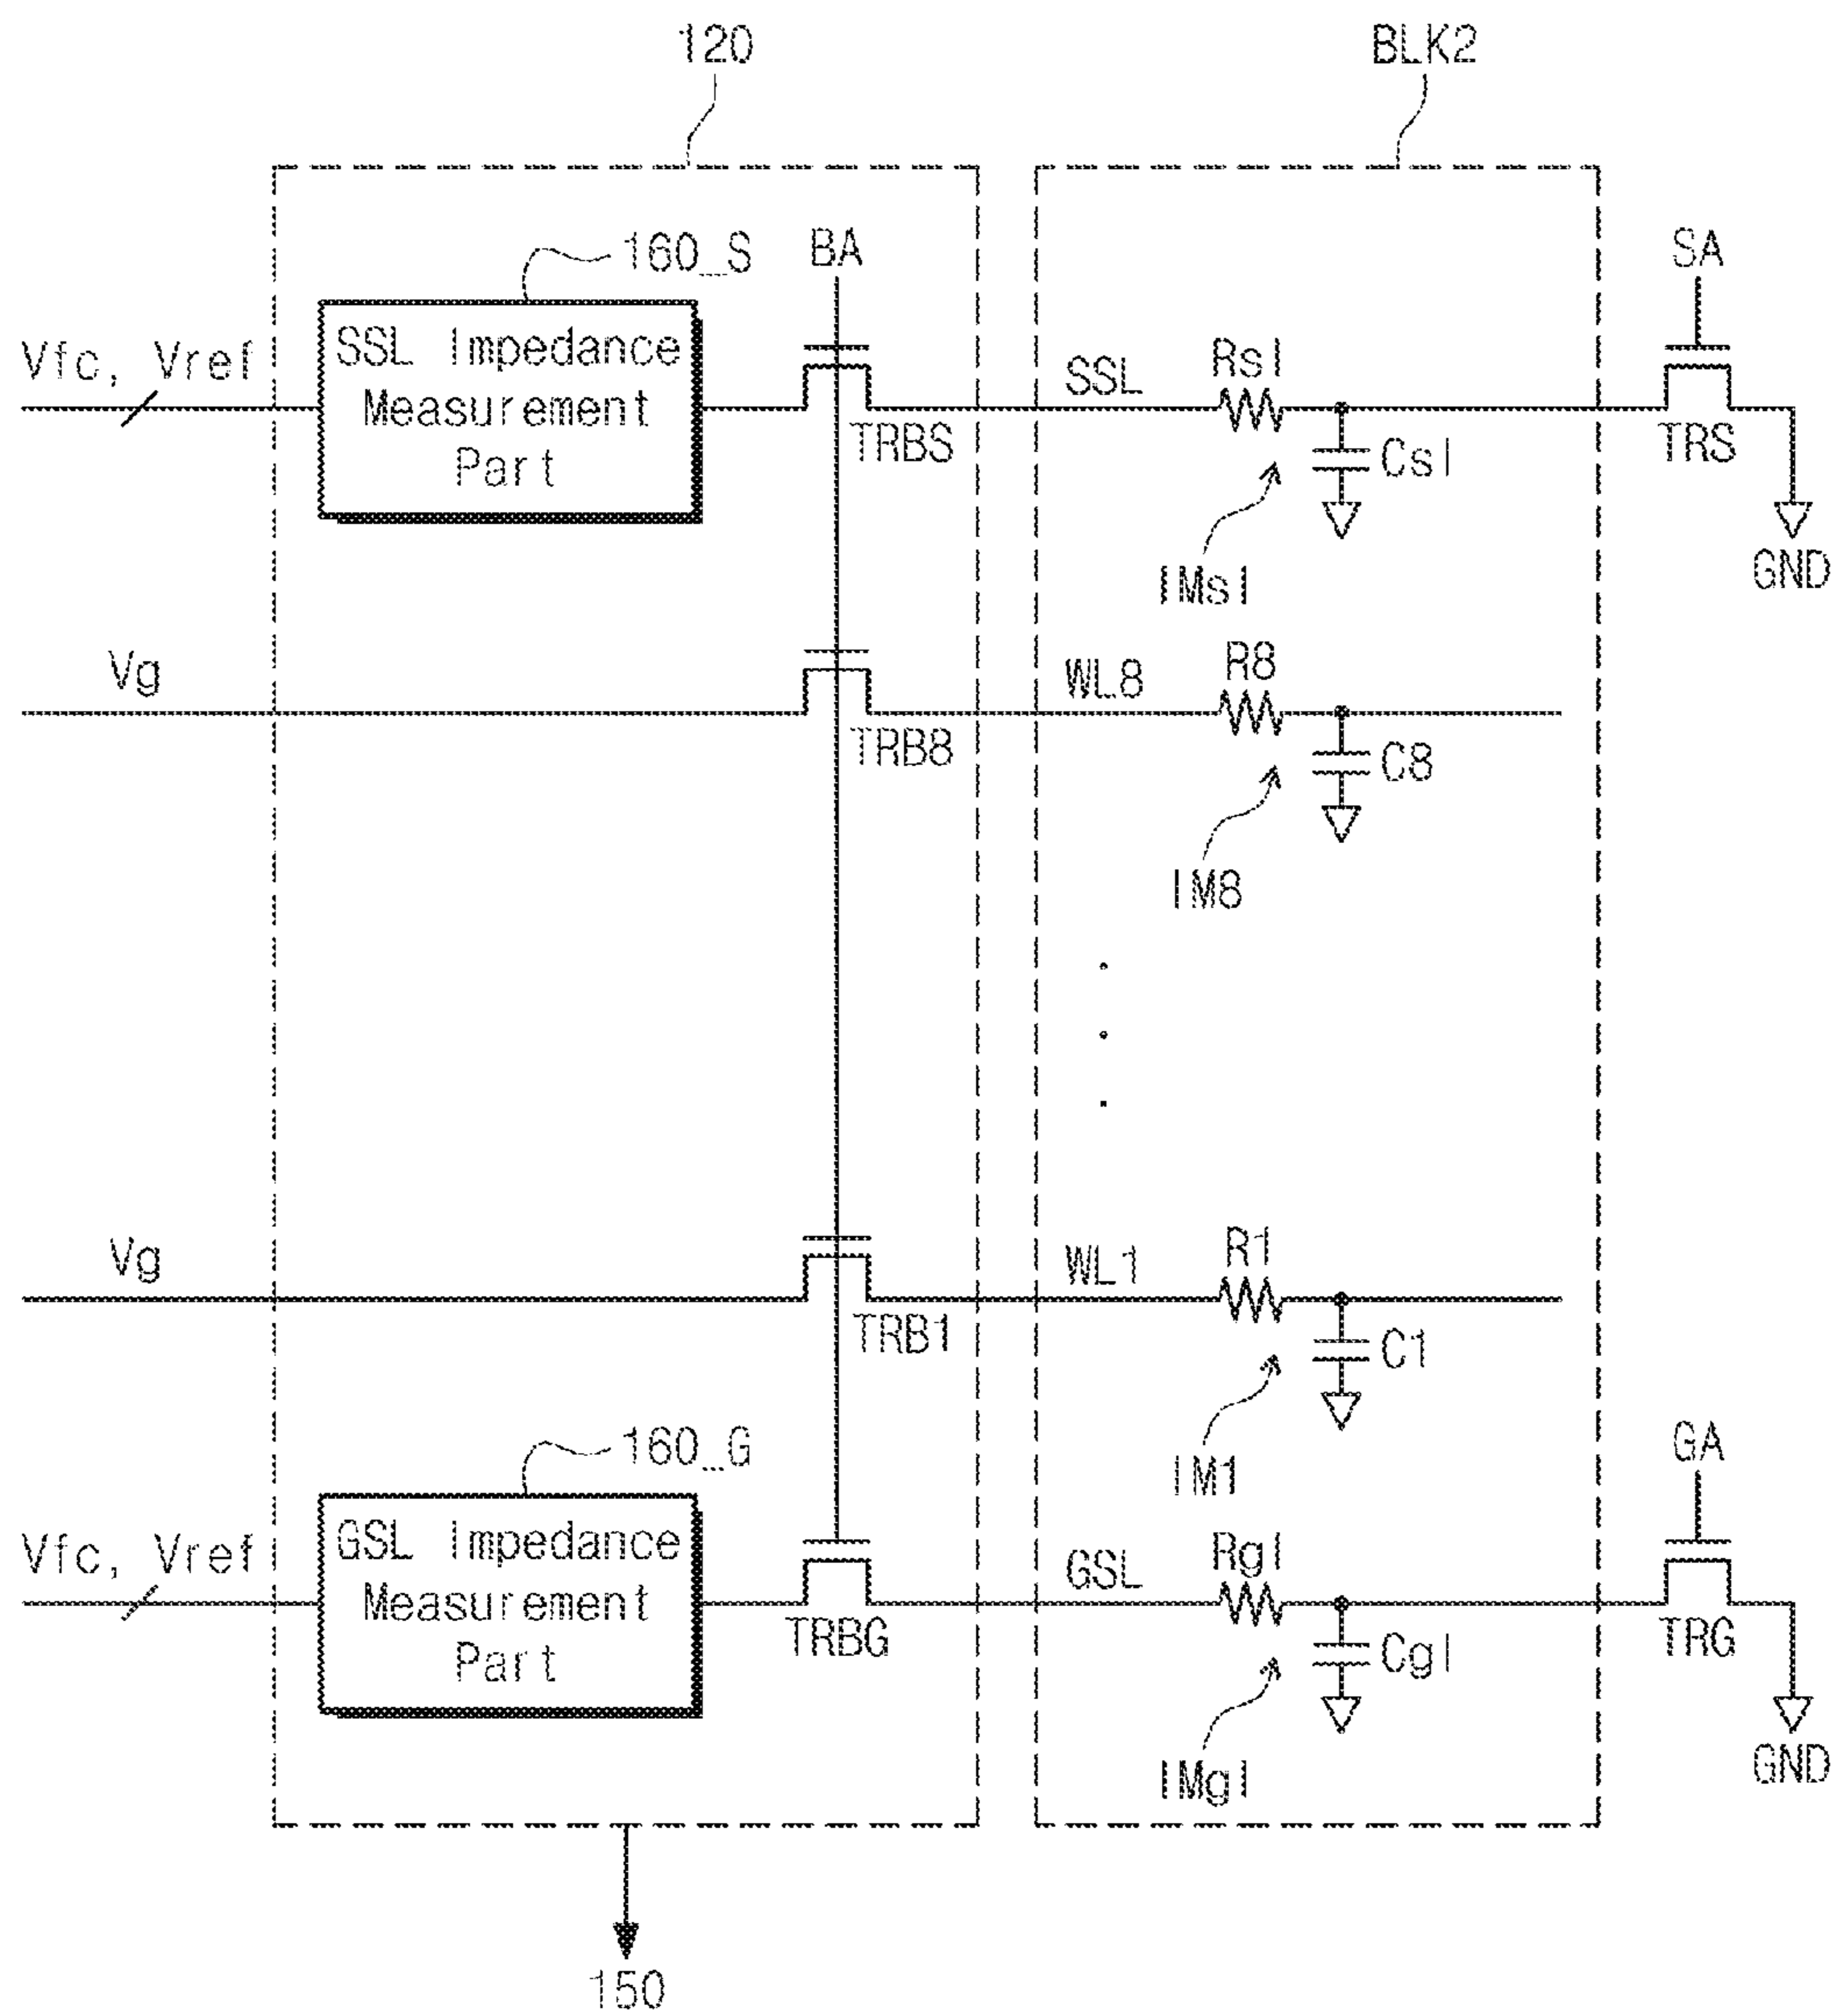 120
BLK2
160_S
BA
SA
Vfc, Vref
SSL Impedance
Measurement
Part
SSL
Rsl
TRBS
Csl
TRS
IMsl
GND
Vg
WL8
R8
TRB8
C8
IM8
Vg
WL1
R1
TRB1
C1
IM1
160_G
GA
Vfc, Vref
GSL Impedance
Measurement
Part
GSL
Rgl
TRBG
Cgl
TRG
IMgl
GND
150